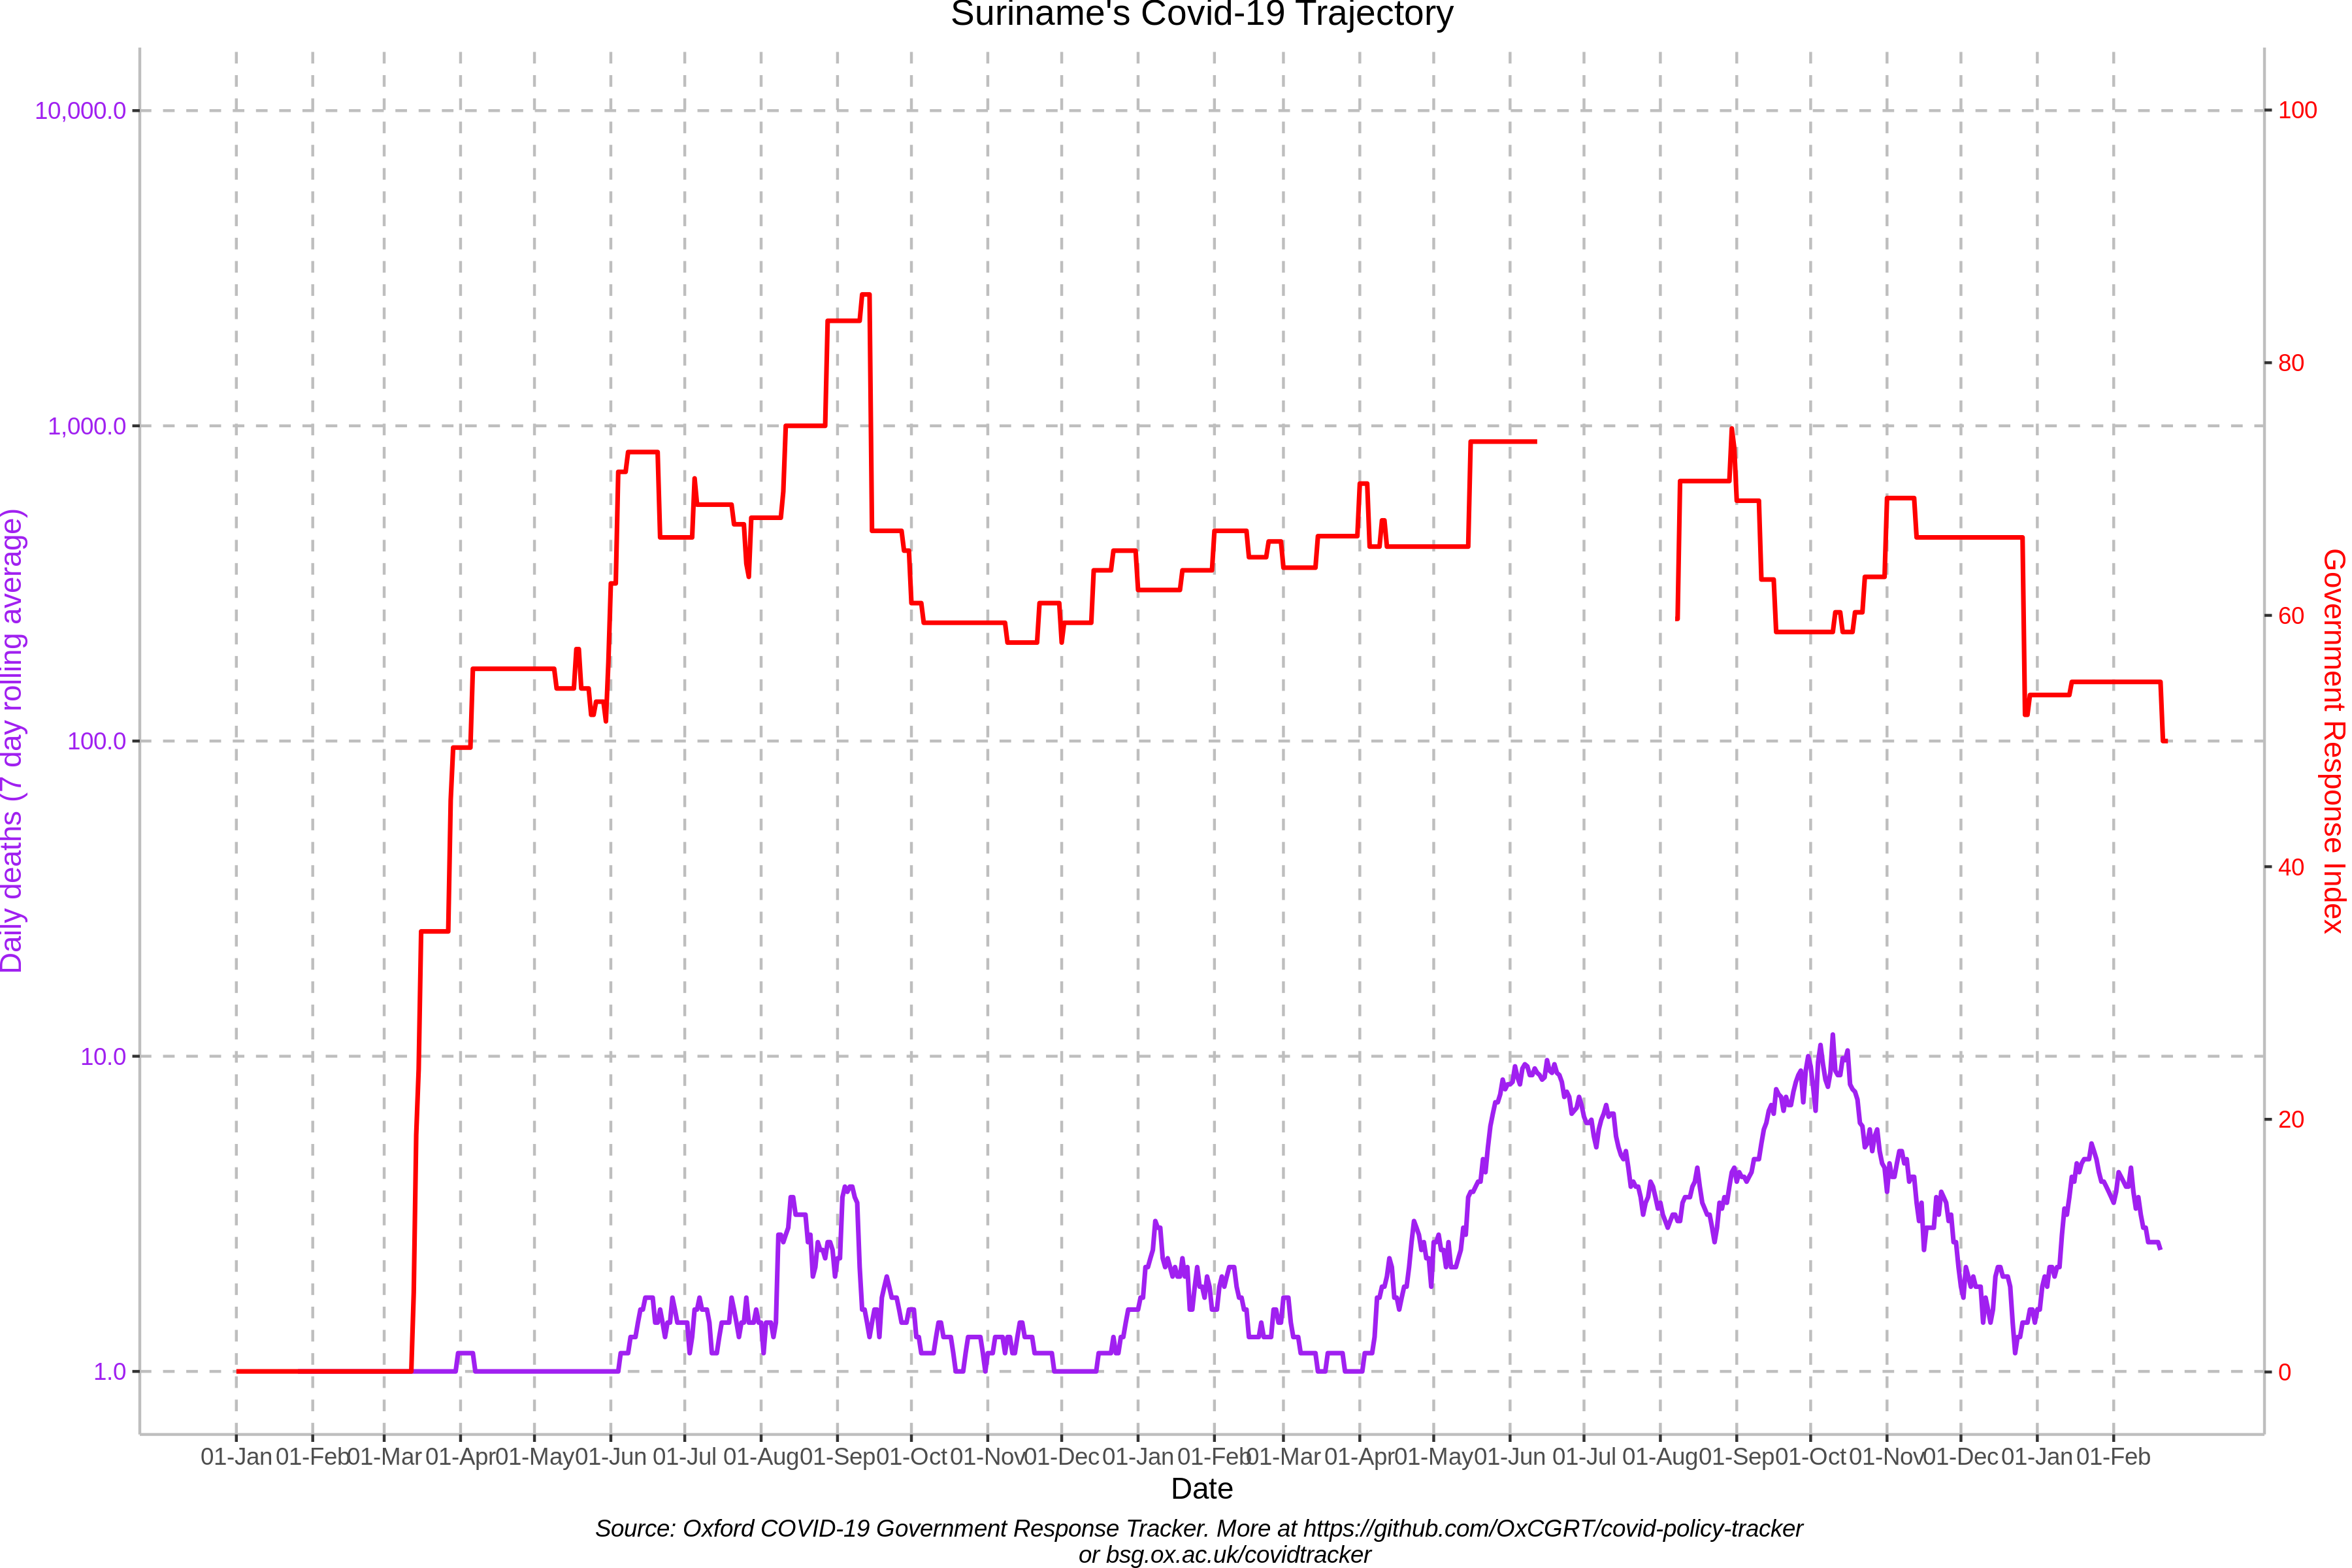 Suriname's Covid-19 Trajectory
10,000.0
1,000.0
100.0
10.0
1.0
Daily deaths (7 day rolling average)
100
80
60
40
20
0
Government Response Index
01-Jan 01-Feb 01-Mar 01-Apr 01-May 01-Jun 01-Jul 01-Aug 01-Sep 01-Oct 01-Nov 01-Dec 01-Jan 01-Feb 01-Mar 01-Apr 01-May 01-Jun 01-Jul 01-Aug 01-Sep 01-Oct 01-Nov 01-Dec 01-Jan 01-Feb
Date
Source: Oxford COVID-19 Government Response Tracker. More at https://github.com/OxCGRT/covid-policy-tracker
or bsg.ox.ac.uk/covidtracker